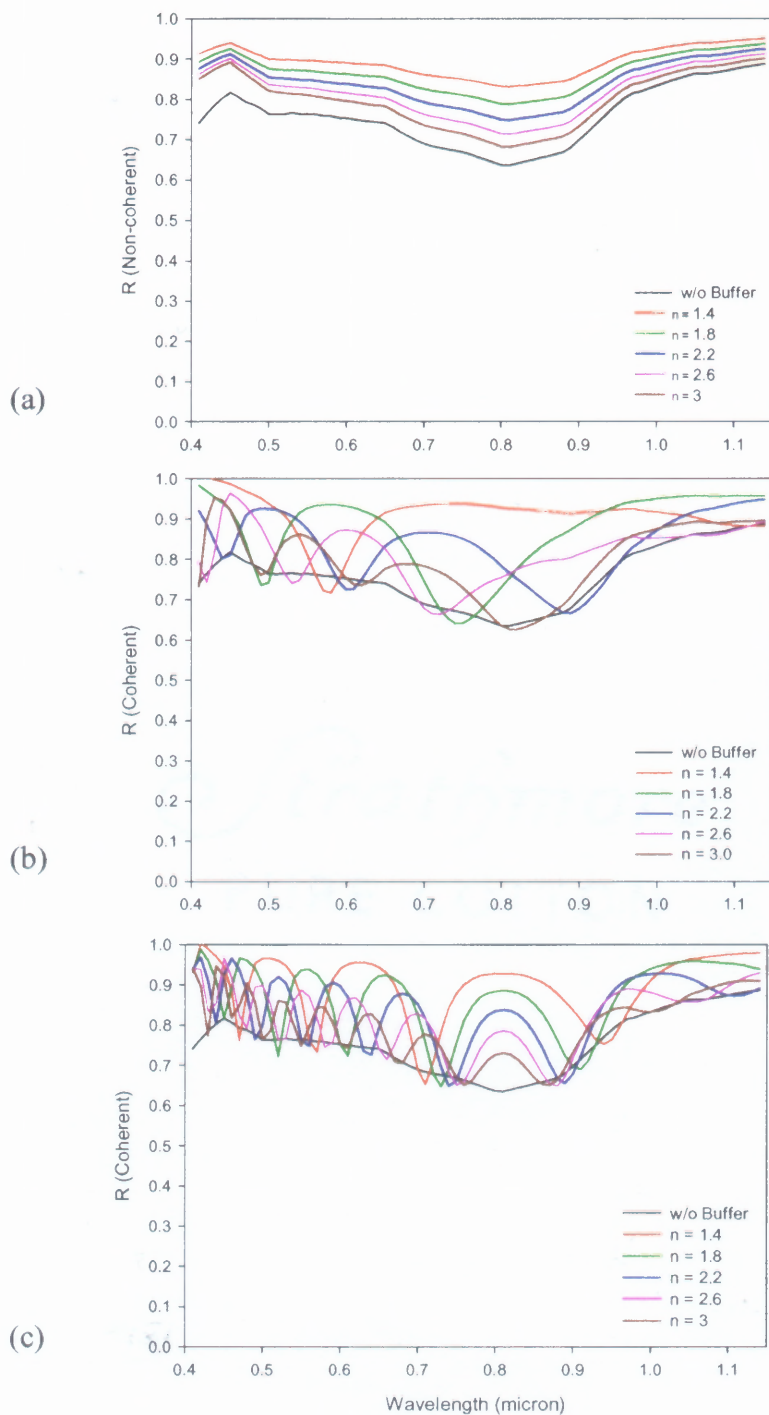 1.0
0.9
0.8
0.7
0.6
0.5
0.4
0.3
0.2
0.1
0.0
R (Non-coherent)
w/o Buffer
n = 1.4
n = 1.8
n = 2.2
n = 2.6
n = 3
(a)
0.4 0.5 0.6 0.7 0.8 0.9 1.0 1.1
1.0
0.9
0.8
0.7
0.6
0.5
0.4
0.3
0.2
0.1
0.0
R (Coherent)
w/o Buffer
n = 1.4
n = 1.8
n = 2.2
n = 2.6
n = 3.0
(b)
0.4 0.5 0.6 0.7 0.8 0.9 1.0 1.1
1.0
0.9
0.8
0.7
0.6
0.5
0.4
0.3
0.2
0.1
0.0
R (Coherent)
w/o Buffer
n = 1.4
n = 1.8
n = 2.2
n = 2.6
n = 3
(c)
0.4 0.5 0.6 0.7 0.8 0.9 1.0 1.1
Wavelength (micron)